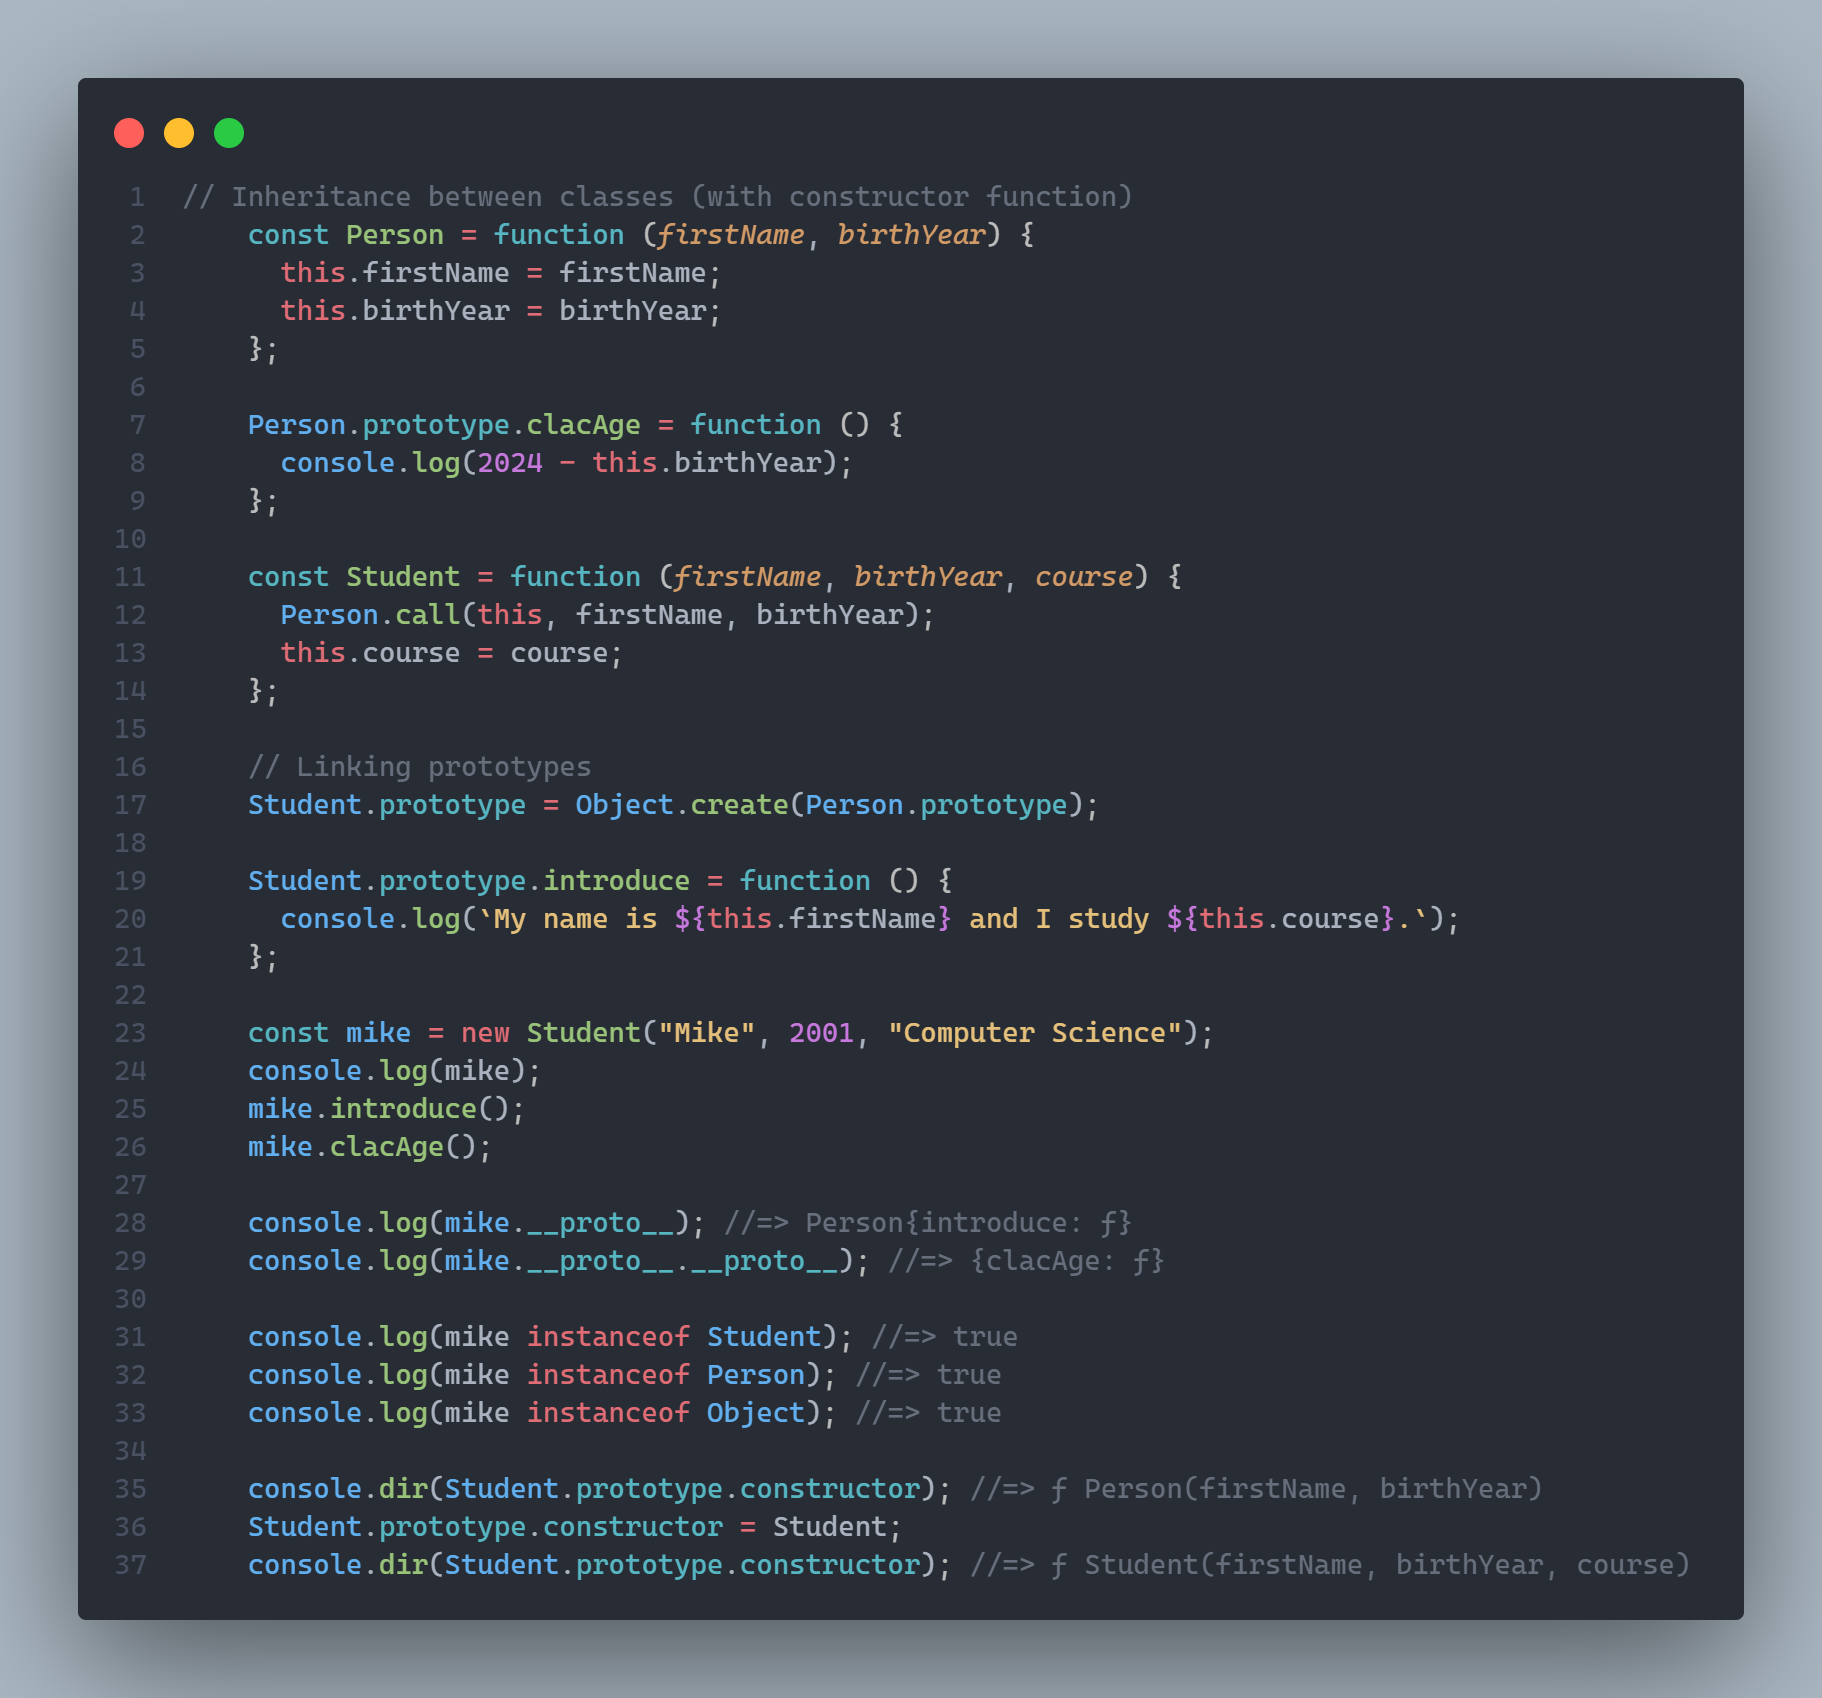 1 // Inheritance between classes (with constructor function)
2     const Person = function (firstName, birthYear) {
3       this.firstName = firstName;
4       this.birthYear = birthYear;
5     };
6
7     Person.prototype.clacAge = function () {
8       console.log(2024 - this.birthYear);
9     };
10
11     const Student = function (firstName, birthYear, course) {
12       Person.call(this, firstName, birthYear);
13       this.course = course;
14     };
15
16     // Linking prototypes
17     Student.prototype = Object.create(Person.prototype);
18
19     Student.prototype.introduce = function () {
20       console.log(`My name is ${this.firstName} and I study ${this.course}.`);
21     };
22
23     const mike = new Student("Mike", 2001, "Computer Science");
24     console.log(mike);
25     mike.introduce();
26     mike.clacAge();
27
28     console.log(mike.__proto__); //=> Person{introduce: ƒ}
29     console.log(mike.__proto__.__proto__); //=> {clacAge: ƒ}
30
31     console.log(mike instanceof Student); //=> true
32     console.log(mike instanceof Person); //=> true
33     console.log(mike instanceof Object); //=> true
34
35     console.dir(Student.prototype.constructor); //=> ƒ Person(firstName, birthYear)
36     Student.prototype.constructor = Student;
37     console.dir(Student.prototype.constructor); //=> ƒ Student(firstName, birthYear, course)